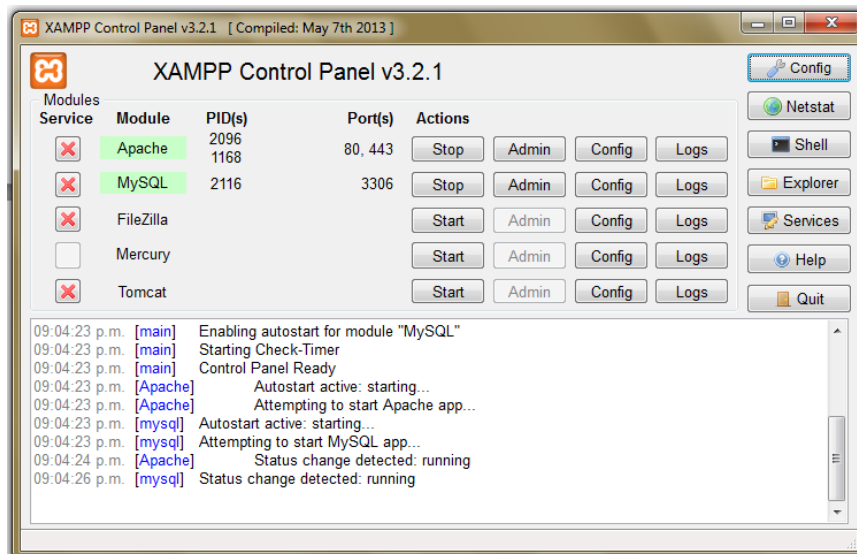 XAMPP Control Panel v3.2.1 [ Compiled: May 7th 2013 ]
XAMPP Control Panel v3.2.1
Config
Modules
Service Module PID(s) Port(s) Actions
Netstat
Apache 2096 1168 80, 443 Stop Admin Config Logs
Shell
MySQL 2116 3306 Stop Admin Config Logs
Explorer
FileZilla Start Admin Config Logs
Services
Mercury Start Admin Config Logs
Help
Tomcat Start Admin Config Logs
Quit
09:04:23 p.m. [main] Enabling autostart for module "MySQL"
09:04:23 p.m. [main] Starting Check-Timer
09:04:23 p.m. [main] Control Panel Ready
09:04:23 p.m. [Apache] Autostart active: starting...
09:04:23 p.m. [Apache] Attempting to start Apache app...
09:04:23 p.m. [mysql] Autostart active: starting...
09:04:23 p.m. [mysql] Attempting to start MySQL app...
09:04:24 p.m. [Apache] Status change detected: running
09:04:26 p.m. [mysql] Status change detected: running